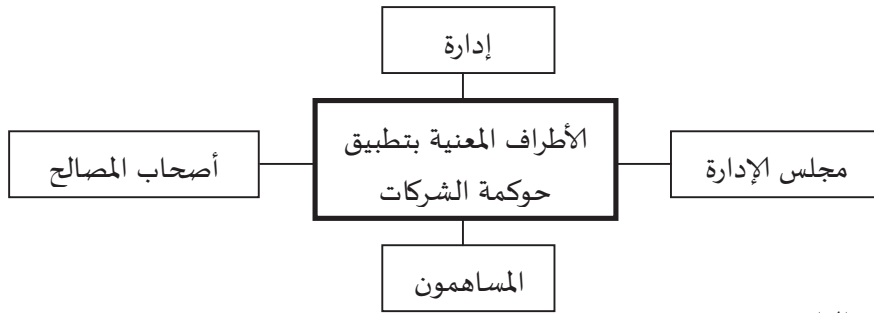 إدارة
الأطراف المعنية بتطبيق
حوكمة الشركات
مجلس الإدارة
أصحاب المصالح
المساهمون